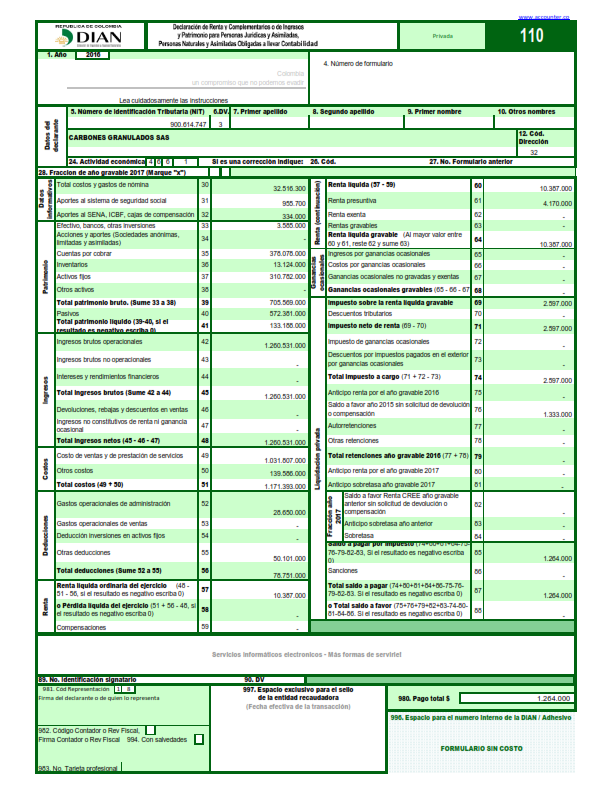 www.accounter.co
REPUBLICA DE COLOMBIA
DIAN
Declaración de Renta y Complementarios o de Ingresos
y Patrimonio para Personas Jurídicas y Asimiladas,
Personas Naturales y Asimiladas Obligadas a llevar Contabilidad
Privada
110
1. Año 2016
4. Número de formulario
Colombia
un compromiso que no podemos evadir
Lea cuidadosamente las instrucciones
Datos del declarante
5. Número de Identificación Tributaria (NIT) 6.DV. 7. Primer apellido 8. Segundo apellido 9. Primer nombre 10. Otros nombres
900.614.747 3
CARBONES GRANULADOS SAS
12. Cód. Dirección
32
24. Actividad económica 4 6 6 1 Si es una corrección indique: 26. Cód. 27. No. Formulario anterior
28. Fraccion de año gravable 2017 (Marque "x")
Datos informativos
Total costos y gastos de nómina 30 32.516.300
Aportes al sistema de seguridad social 31 955.700
Aportes al SENA, ICBF, cajas de compensación 32 334.000
Patrimonio
Efectivo, bancos, otras inversiones 33 3.585.000
Acciones y aportes (Sociedades anónimas, limitadas y asimiladas) 34 -
Cuentas por cobrar 35 378.078.000
Inventarios 36 13.124.000
Activos fijos 37 310.782.000
Otros activos 38 -
Total patrimonio bruto. (Sume 33 a 38) 39 705.569.000
Pasivos 40 572.381.000
Total patrimonio líquido (39-40, si el resultado es negativo escriba 0) 41 133.188.000
Ingresos
Ingresos brutos operacionales 42 1.260.531.000
Ingresos brutos no operacionales 43 -
Intereses y rendimientos financieros 44 -
Total ingresos brutos (Sume 42 a 44) 45 1.260.531.000
Devoluciones, rebajas y descuentos en ventas 46 -
Ingresos no constitutivos de renta ni ganancia ocasional 47 -
Total ingresos netos (45 - 46 - 47) 48 1.260.531.000
Costos
Costo de ventas y de prestación de servicios 49 1.031.807.000
Otros costos 50 139.586.000
Total costos (49 + 50) 51 1.171.393.000
Deducciones
Gastos operacionales de administración 52 28.650.000
Gastos operacionales de ventas 53 -
Deducción inversiones en activos fijos 54 -
Otras deducciones 55 50.101.000
Total deducciones (Sume 52 a 55) 56 78.751.000
Renta
Renta líquida ordinaria del ejercicio (48 - 51 - 56, si el resultado es negativo escriba 0) 57 10.387.000
o Pérdida líquida del ejercicio (51 + 56 - 48, si el resultado es negativo escriba 0) 58 -
Compensaciones 59 -
Renta (continuación)
Renta líquida (57 - 59) 60 10.387.000
Renta presuntiva 61 4.170.000
Renta exenta 62 -
Rentas gravables 63 -
Renta líquida gravable (Al mayor valor entre 60 y 61, reste 62 y sume 63) 64 10.387.000
Ganancias ocasionales
Ingresos por ganancias ocasionales 65 -
Costos por ganancias ocasionales 66 -
Ganancias ocasionales no gravadas y exentas 67 -
Ganancias ocasionales gravables (65 - 66 - 67) 68 -
Liquidación privada
Impuesto sobre la renta líquida gravable 69 2.597.000
Descuentos tributarios 70 -
Impuesto neto de renta (69 - 70) 71 2.597.000
Impuesto de ganancias ocasionales 72 -
Descuentos por impuestos pagados en el exterior por ganancias ocasionales 73 -
Total impuesto a cargo (71 + 72 - 73) 74 2.597.000
Anticipo renta por el año gravable 2016 75 -
Saldo a favor año 2015 sin solicitud de devolución o compensación 76 1.333.000
Autorretenciones 77 -
Otras retenciones 78 -
Total retenciones año gravable 2016 (77 + 78) 79 -
Anticipo renta por el año gravable 2017 80 -
Anticipo sobretasa año gravable 2017 81 -
Fracción año 2017
Saldo a favor Renta CREE año gravable anterior sin solicitud de devolución o compensación 82 -
Anticipo sobretasa año anterior 83 -
Sobretasa 84 -
Saldo a pagar por impuesto (74+80+81+84-75-76-79-82-83, Si el resultado es negativo escriba 0) 85 1.264.000
Sanciones 86 -
Total saldo a pagar (74+80+81+84+86-75-76-79-82-83. Si el resultado es negativo escriba 0) 87 1.264.000
o Total saldo a favor (75+76+79+82+83-74-80-81-84-86. Si el resultado es negativo escriba 0) 88 -
Servicios informáticos electronicos - Más formas de servirle!
89. No. Identificación signatario 90. DV
981. Cód Representación 1 8
Firma del declarante o de quien lo representa
997. Espacio exclusivo para el sello
de la entidad recaudadora
(Fecha efectiva de la transacción)
980. Pago total $ 1.264.000
996. Espacio para el numero interno de la DIAN / Adhesivo
982. Código Contador o Rev Fiscal,
Firma Contador o Rev Fiscal 994. Con salvedades
983. No. Tarjeta profesional
FORMULARIO SIN COSTO